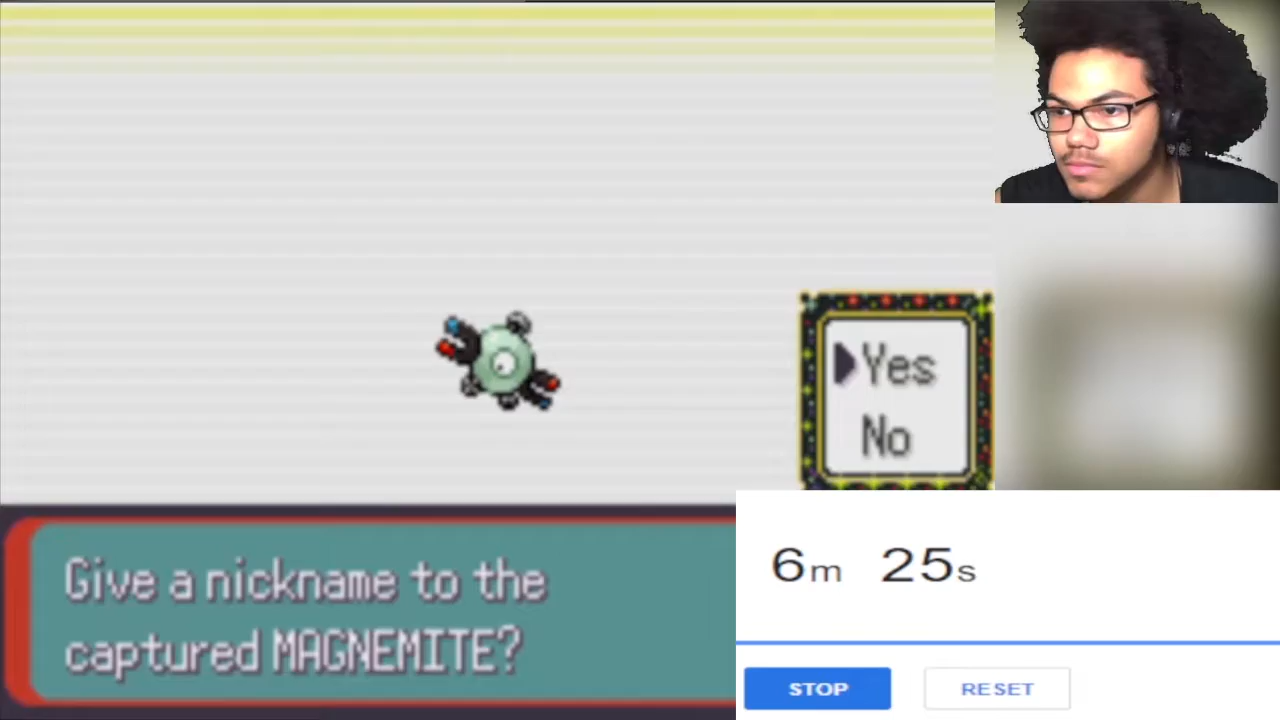 Yes
No
Give a nickname to the
captured MAGNEMITE?
6m 25s
STOP
RESET